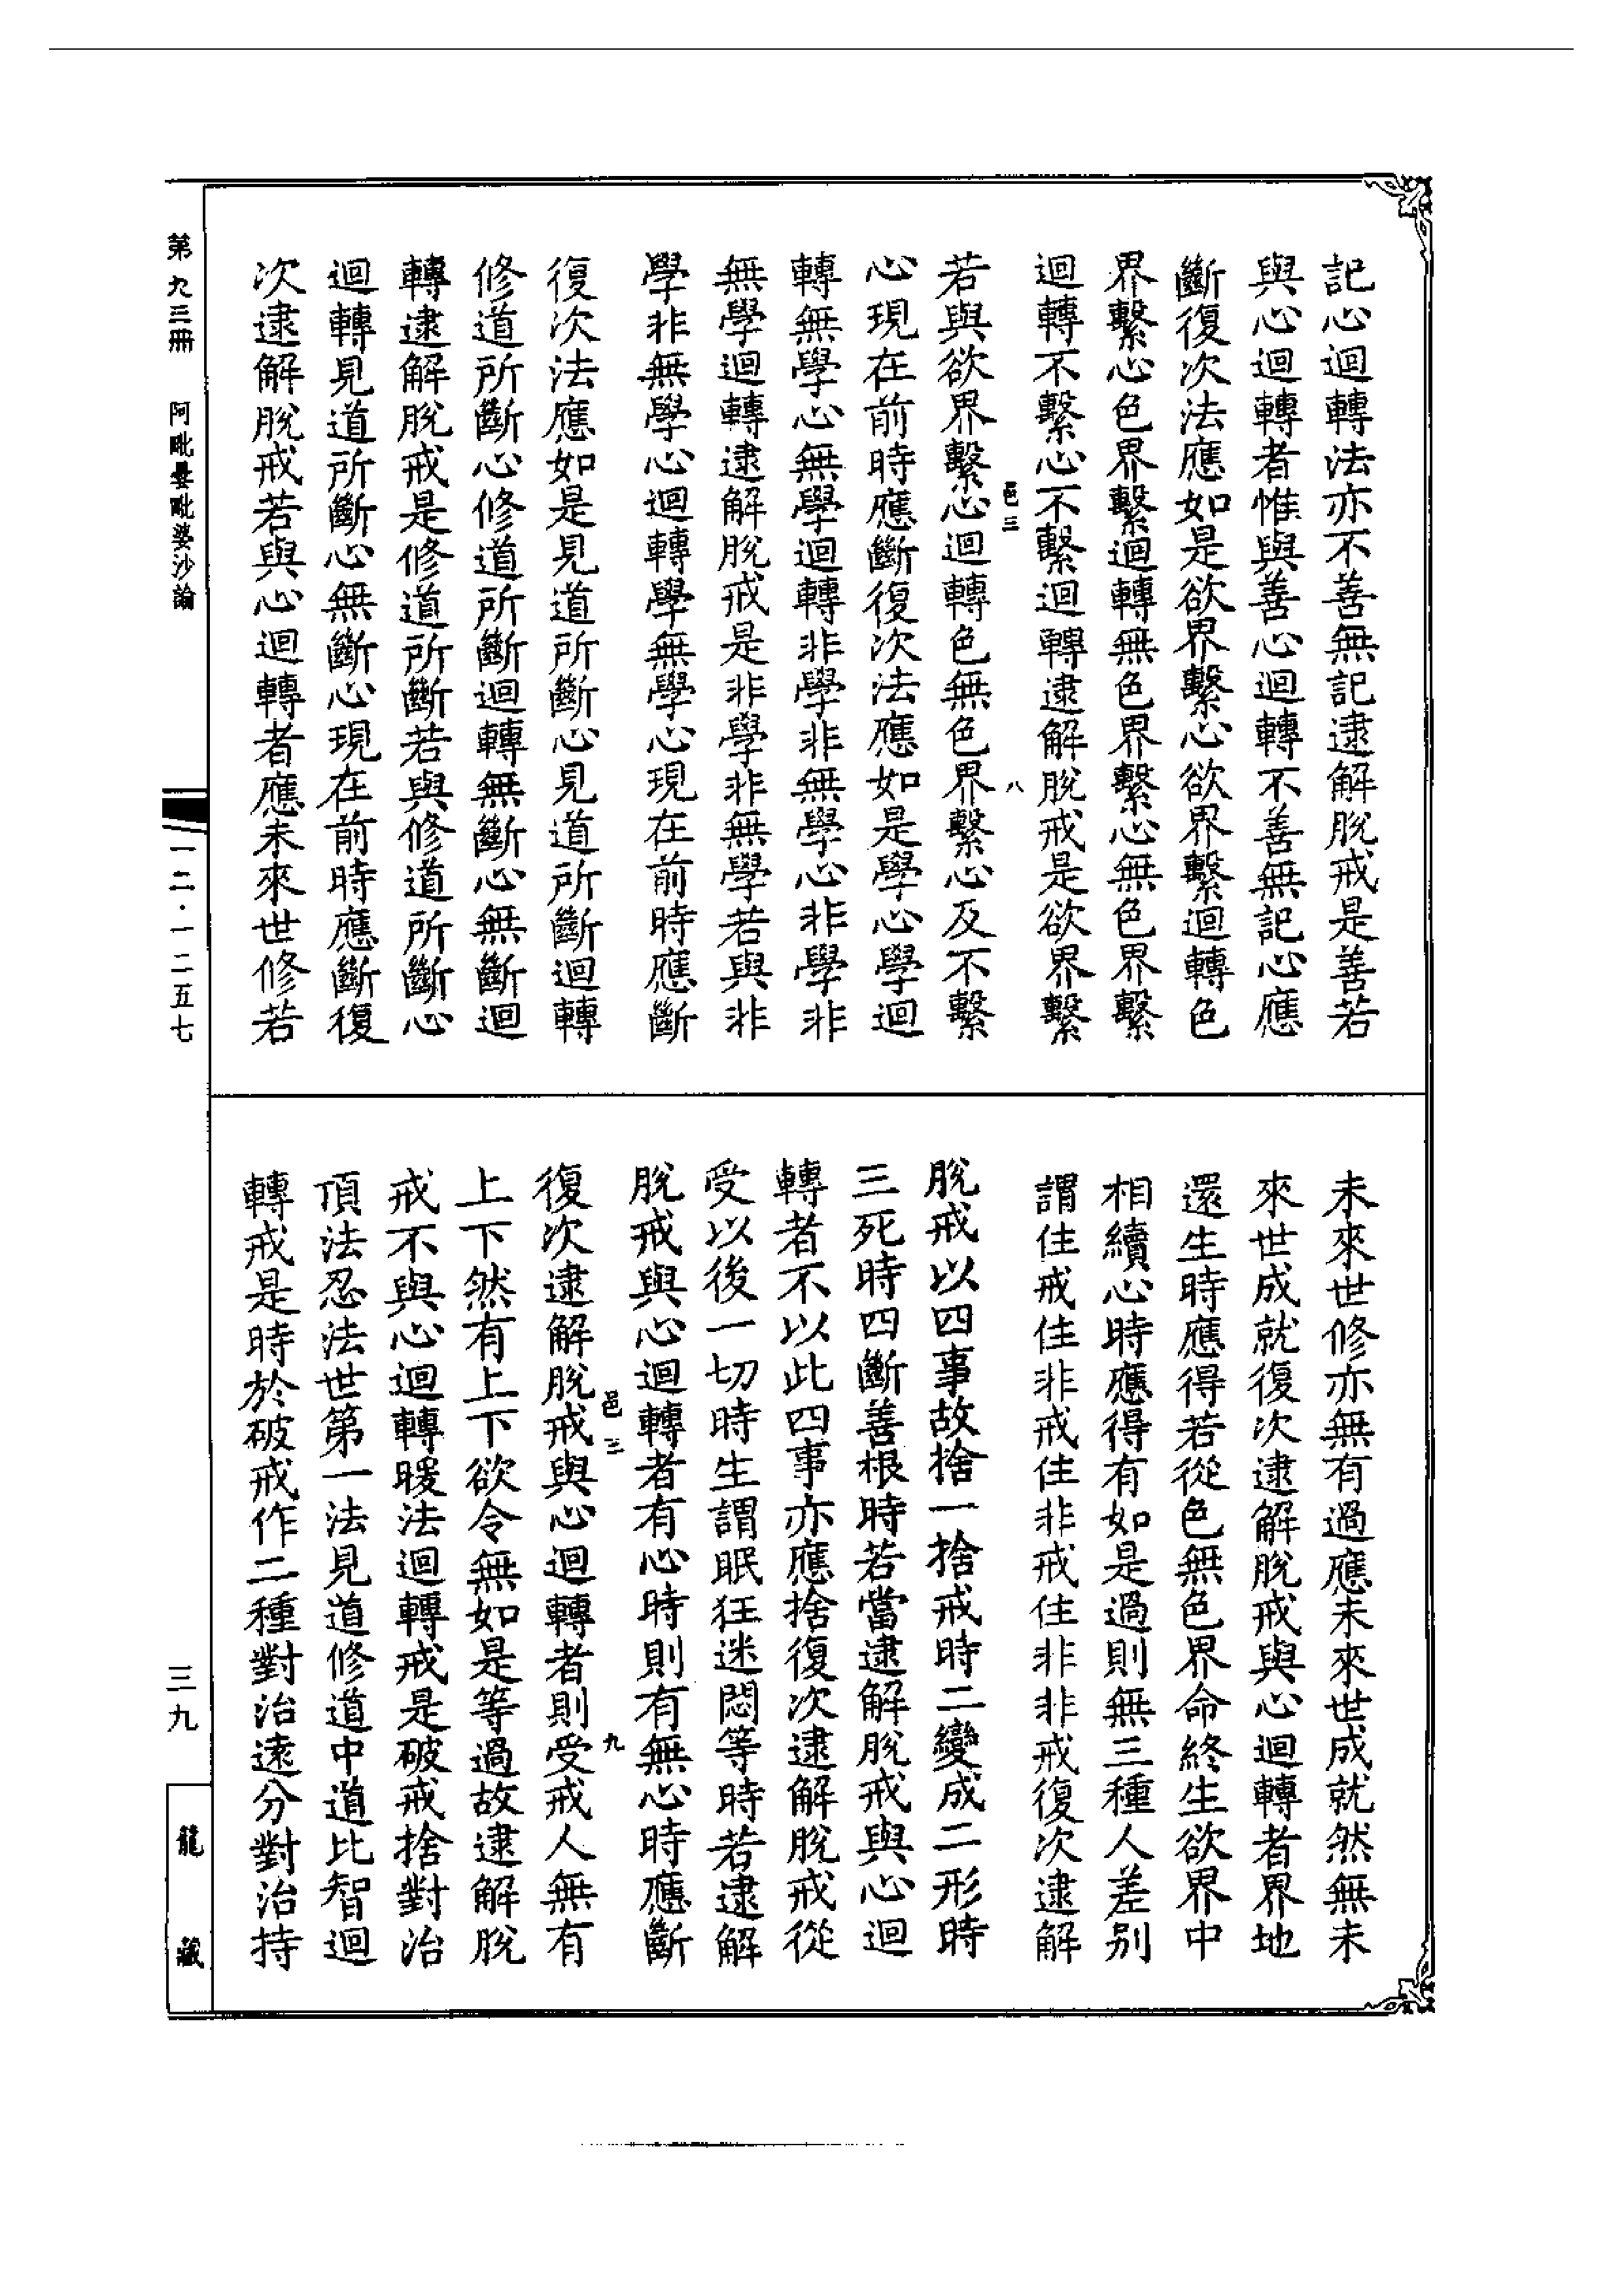 記心迴轉法亦不善無記逮解脫戒是善若
與心迴轉者惟與善心迴轉不善無記心應
斷復次法應如是欲界繫心欲界繫迴轉色
界繫心色界繫迴轉無色界繫心無色界繫
迴轉不繫心不繫迴轉逮解脫戒是欲界繫
邑三 八
若與欲界繫心迴轉色無色界繫心及不繫
心現在前時應斷復次法應如是學心學迴
轉無學心無學迴轉非學非無學心非學非
無學迴轉逮解脫戒是非學非無學若與非
學非無學心迴轉學無學心現在前時應斷
復次法應如是見道所斷心見道所斷迴轉
修道所斷心修道所斷迴轉無斷心無斷迴
轉逮解脫戒是修道所斷若與修道所斷心
迴轉見道所斷心無斷心現在前時應斷復
次逮解脫戒若與心迴轉者應未來世修若
未來世修亦無有過應未來世成就然無未
來世成就復次逮解脫戒與心迴轉者界地
還生時應得若從色無色界命終生欲界中
相續心時應得有如是過則無三種人差別
謂住戒住非戒住非戒住非非戒復次逮解
脫戒以四事故捨一捨戒時二變成二形時
三死時四斷善根時若當逮解脫戒與心迴
轉者不以此四事亦應捨復次逮解脫戒從
受以後一切時生謂眠狂迷悶等時若逮解
脫戒與心迴轉者有心時則有無心時應斷
邑三 九
復次逮解脫戒與心迴轉者則受戒人無有
上下然有上下欲令無如是等過故逮解脫
戒不與心迴轉暖法迴轉戒是破戒捨對治
頂法忍法世第一法見道修道中道比智迴
轉戒是時於破戒作二種對治遠分對治持
第九三冊 阿毗曇毗婆沙論
一二·一二五七
三九
龍藏